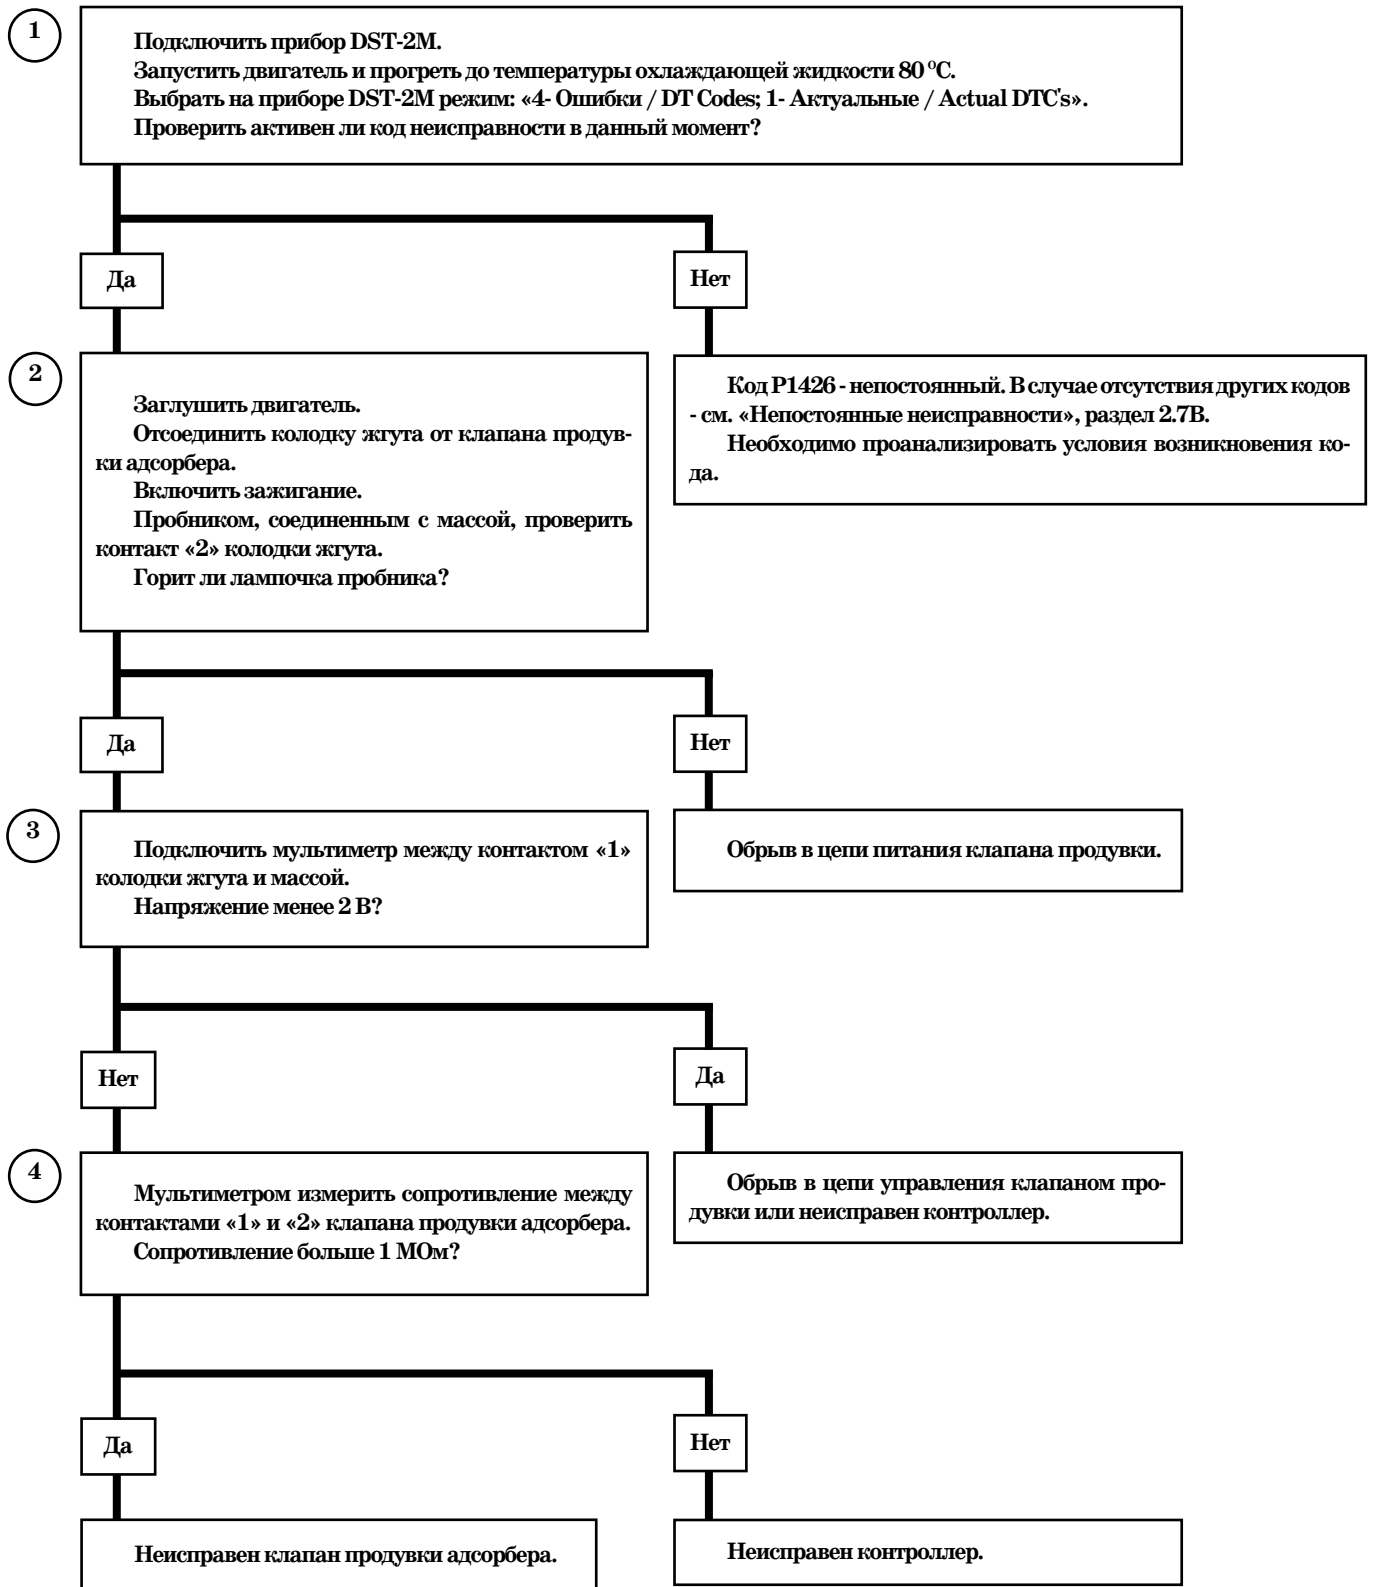 1
Подключить прибор DST-2M.
Запустить двигатель и прогреть до температуры охлаждающей жидкости 80 °С.
Выбрать на приборе DST-2M режим: «4- Ошибки / DT Codes; 1- Актуальные / Actual DTC's».
Проверить активен ли код неисправности в данный момент?
Да
Нет
2
Заглушить двигатель.
Отсоединить колодку жгута от клапана продув-
ки адсорбера.
Включить зажигание.
Пробником, соединенным с массой, проверить
контакт «2» колодки жгута.
Горит ли лампочка пробника?
Код Р1426 - непостоянный. В случае отсутствия других кодов
- см. «Непостоянные неисправности», раздел 2.7В.
Необходимо проанализировать условия возникновения ко-
да.
Да
Нет
3
Подключить мультиметр между контактом «1»
колодки жгута и массой.
Напряжение менее 2 В?
Обрыв в цепи питания клапана продувки.
Нет
Да
4
Мультиметром измерить сопротивление между
контактами «1» и «2» клапана продувки адсорбера.
Сопротивление больше 1 МОм?
Обрыв в цепи управления клапаном про-
дувки или неисправен контроллер.
Да
Нет
Неисправен клапан продувки адсорбера.
Неисправен контроллер.